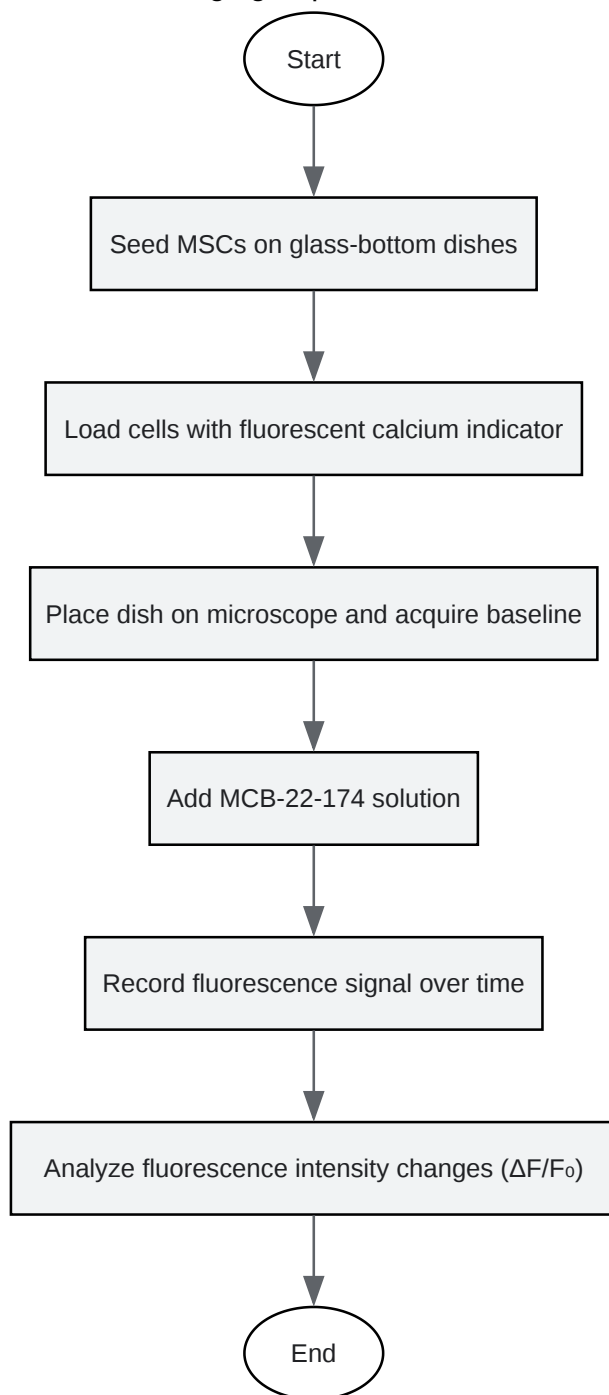 Start
Seed MSCs on glass-bottom dishes
Load cells with fluorescent calcium indicator
Place dish on microscope and acquire baseline
Add MCB-22-174 solution
Record fluorescence signal over time
Analyze fluorescence intensity changes (ΔF/F₀)
End